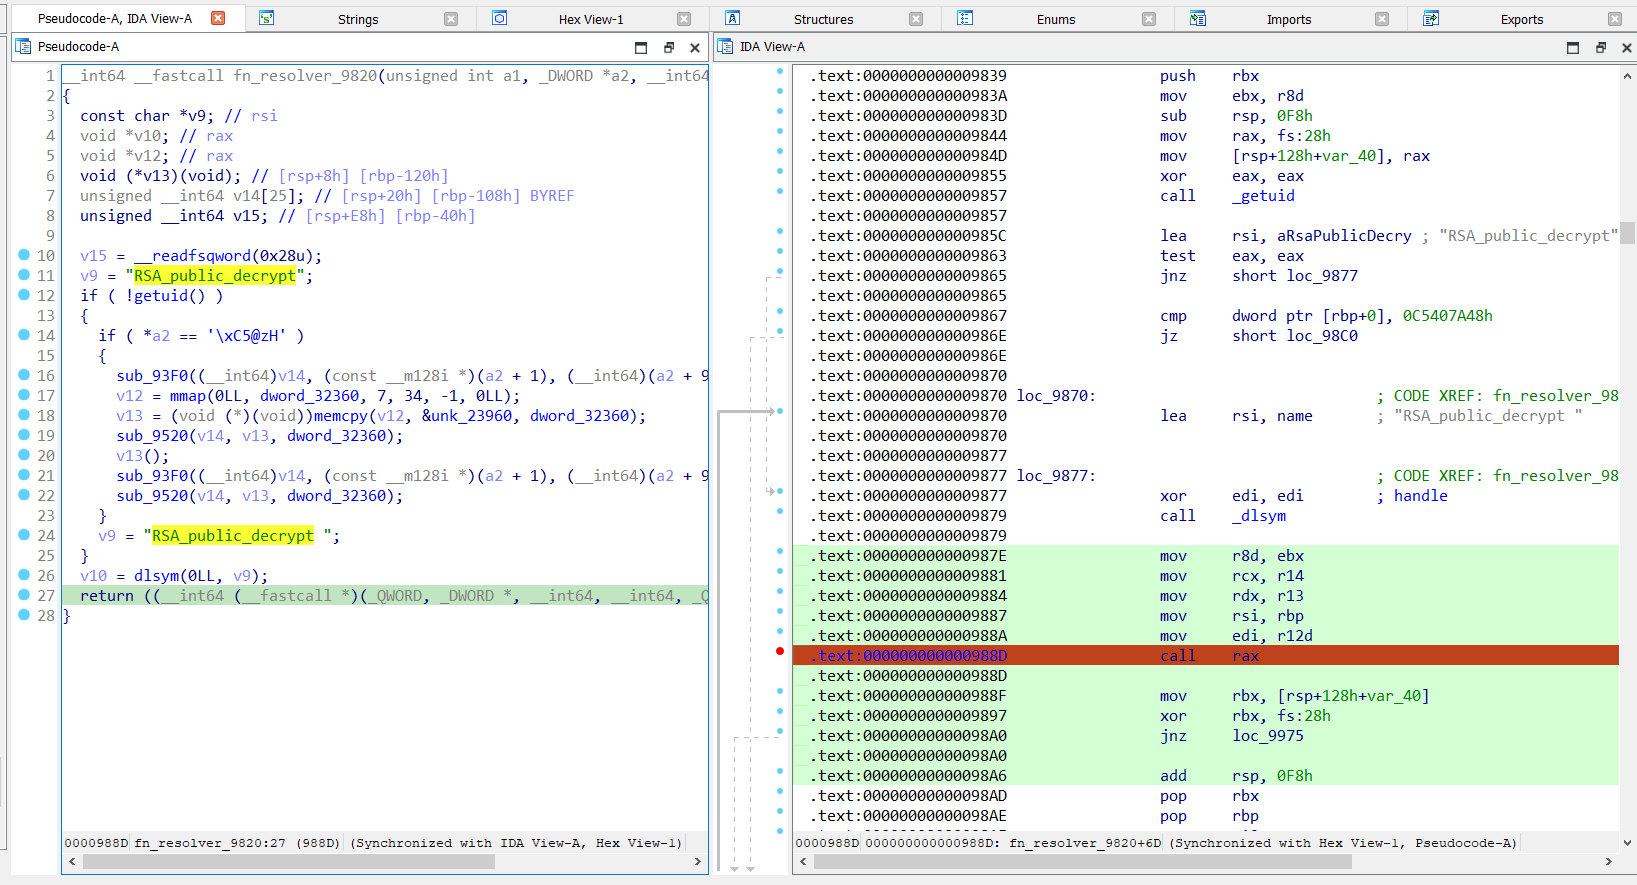 Pseudocode-A, IDA View-A
Strings
Hex View-1
Structures
Enums
Imports
Exports
Pseudocode-A
1 __int64 __fastcall fn_resolver_9820(unsigned int a1, _DWORD *a2, __int64
2 {
3 const char *v9; // rsi
4 void *v10; // rax
5 void *v12; // rax
6 void (*v13)(void); // [rsp+8h] [rbp-120h]
7 unsigned __int64 v14[25]; // [rsp+20h] [rbp-108h] BYREF
8 unsigned __int64 v15; // [rsp+E8h] [rbp-40h]
9
10 v15 = __readfsqword(0x28u);
11 v9 = "RSA_public_decrypt";
12 if ( !getuid() )
13 {
14 if ( *a2 == '\xC5@zH' )
15 {
16 sub_93F0((__int64)v14, (const __m128i *)(a2 + 1), (__int64)(a2 + 9
17 v12 = mmap(0LL, dword_32360, 7, 34, -1, 0LL);
18 v13 = (void (*)(void))memcpy(v12, &unk_23960, dword_32360);
19 sub_9520(v14, v13, dword_32360);
20 v13();
21 sub_93F0((__int64)v14, (const __m128i *)(a2 + 1), (__int64)(a2 + 9
22 sub_9520(v14, v13, dword_32360);
23 }
24 v9 = "RSA_public_decrypt ";
25 }
26 v10 = dlsym(0LL, v9);
27 return ((__int64 (__fastcall *)(_QWORD, _DWORD *, __int64, __int64, _Q
28 }
0000988D fn_resolver_9820:27 (988D) (Synchronized with IDA View-A, Hex View-1)
IDA View-A
.text:0000000000009839 push rbx
.text:000000000000983A mov ebx, r8d
.text:000000000000983D sub rsp, 0F8h
.text:0000000000009844 mov rax, fs:28h
.text:000000000000984D mov [rsp+128h+var_40], rax
.text:0000000000009855 xor eax, eax
.text:0000000000009857 call _getuid
.text:0000000000009857
.text:000000000000985C lea rsi, aRsaPublicDecry ; "RSA_public_decrypt"
.text:0000000000009863 test eax, eax
.text:0000000000009865 jnz short loc_9877
.text:0000000000009865
.text:0000000000009867 cmp dword ptr [rbp+0], 0C5407A48h
.text:000000000000986E jz short loc_98C0
.text:000000000000986E
.text:0000000000009870
.text:0000000000009870 loc_9870: ; CODE XREF: fn_resolver_98
.text:0000000000009870 lea rsi, name ; "RSA_public_decrypt "
.text:0000000000009870
.text:0000000000009877
.text:0000000000009877 loc_9877: ; CODE XREF: fn_resolver_98
.text:0000000000009877 xor edi, edi ; handle
.text:0000000000009879 call _dlsym
.text:0000000000009879
.text:000000000000987E mov r8d, ebx
.text:0000000000009881 mov rcx, r14
.text:0000000000009884 mov rdx, r13
.text:0000000000009887 mov rsi, rbp
.text:000000000000988A mov edi, r12d
.text:000000000000988D call rax
.text:000000000000988D
.text:000000000000988F mov rbx, [rsp+128h+var_40]
.text:0000000000009897 xor rbx, fs:28h
.text:00000000000098A0 jnz loc_9975
.text:00000000000098A0
.text:00000000000098A6 add rsp, 0F8h
.text:00000000000098AD pop rbx
.text:00000000000098AE pop rbp
0000988D 000000000000988D: fn_resolver_9820+6D (Synchronized with Hex View-1, Pseudocode-A)